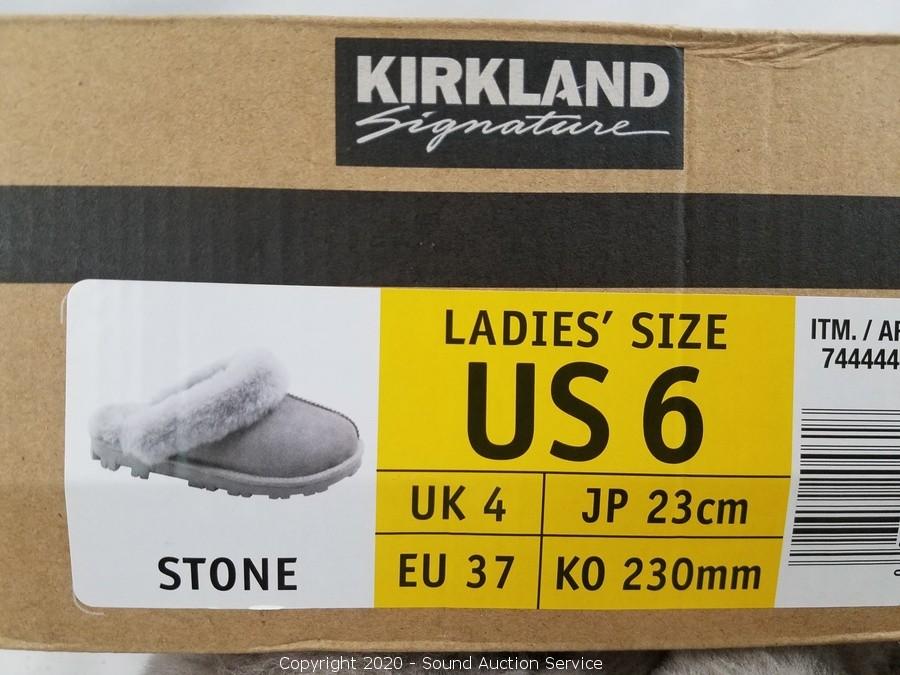 KIRKLAND
Signature
LADIES' SIZE
US 6
UK 4
JP 23cm
EU 37
KO 230mm
STONE
ITM. /
744444
Copyright 2020 - Sound Auction Service